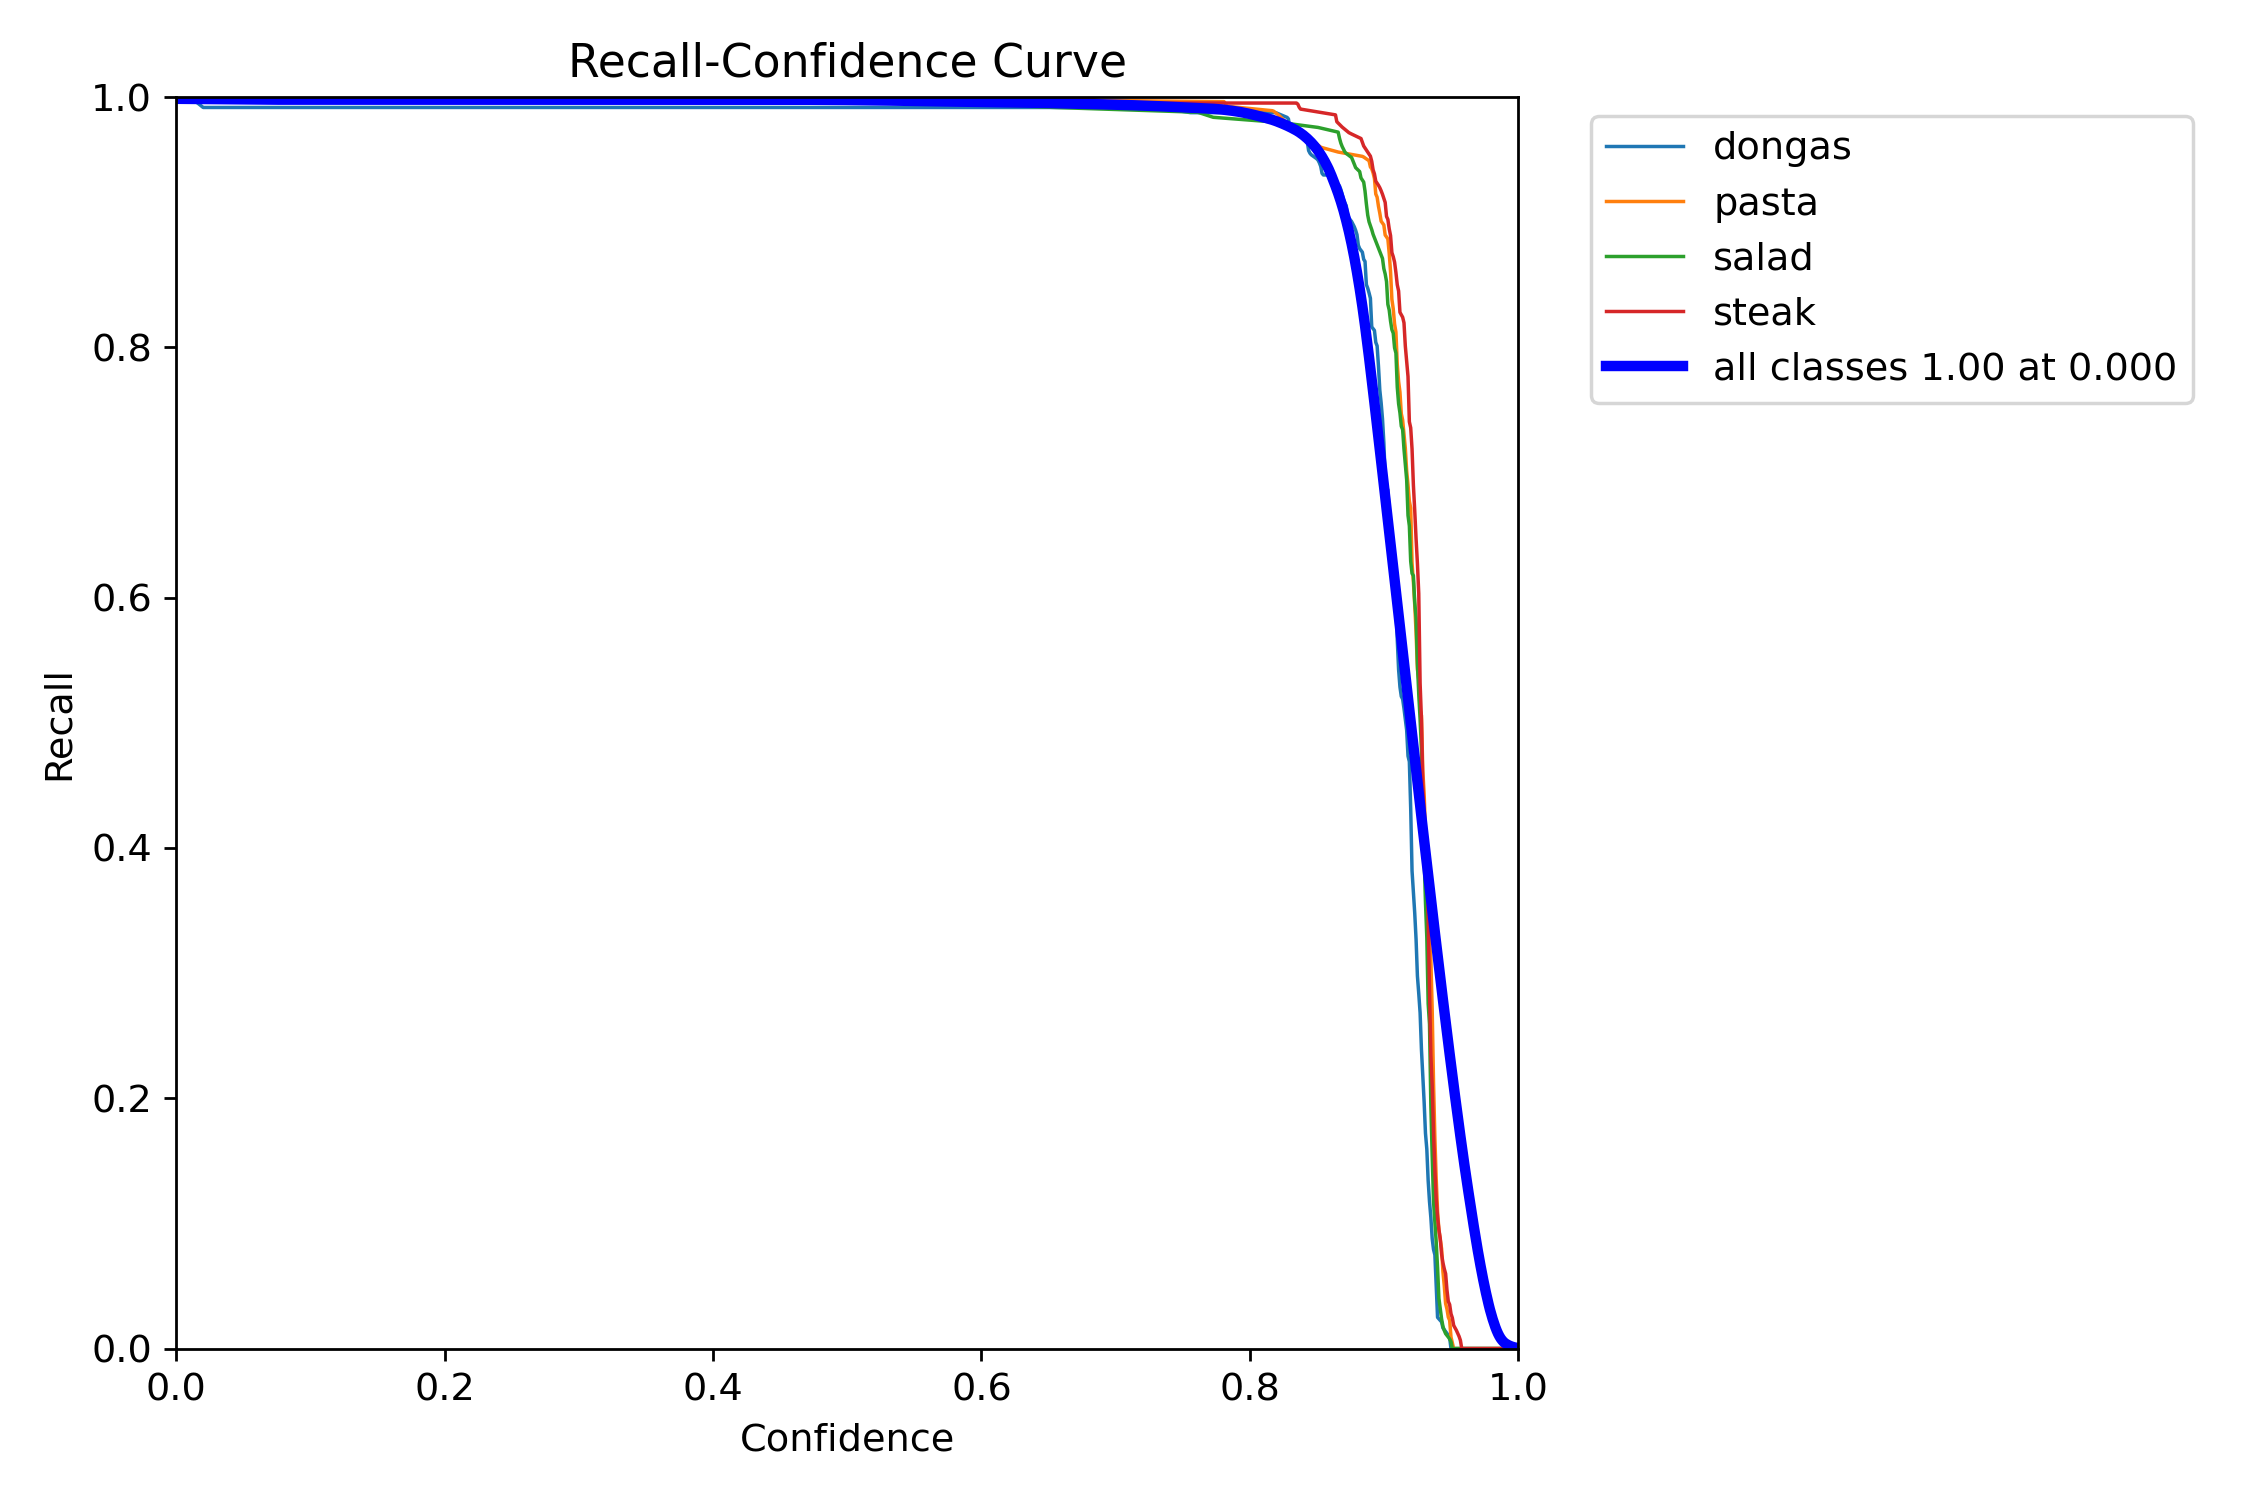 Recall-Confidence Curve
1.0
0.8
0.6
0.4
0.2
0.0
Recall
0.0 0.2 0.4 0.6 0.8 1.0
Confidence
dongas
pasta
salad
steak
all classes 1.00 at 0.000